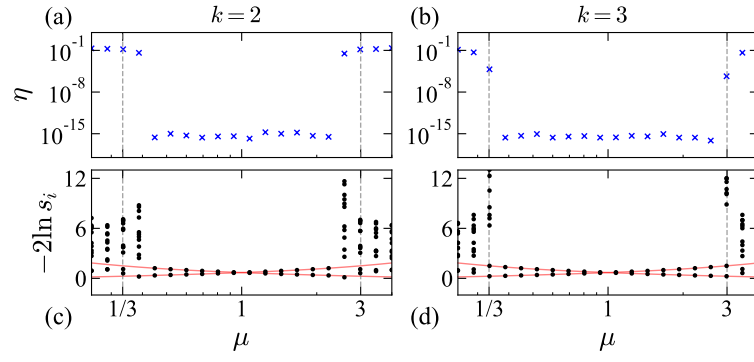 (a) k = 2 (b) k = 3
10⁻¹ 10⁻¹
η 10⁻⁸ 10⁻⁸
10⁻¹⁵ 10⁻¹⁵
12 12
−2ln sᵢ 6 6
0 0
1/3 1 3 1/3 1 3
(c) μ (d) μ